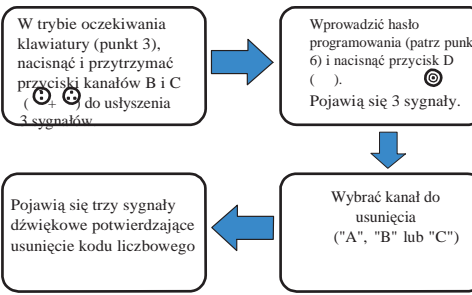 W trybie oczekiwania
klawiatury (punkt 3),
nacisnąć i przytrzymać
przyciski kanałów B i C
( + ) do usłyszenia
3 sygnałów
Wprowadzić hasło
programowania (patrz punk
6) i nacisnąć przycisk D
( ).
Pojawią się 3 sygnały.
Wybrać kanał do
usunięcia
("A", "B" lub "C")
Pojawią się trzy sygnały
dźwiękowe potwierdzające
usunięcie kodu liczbowego